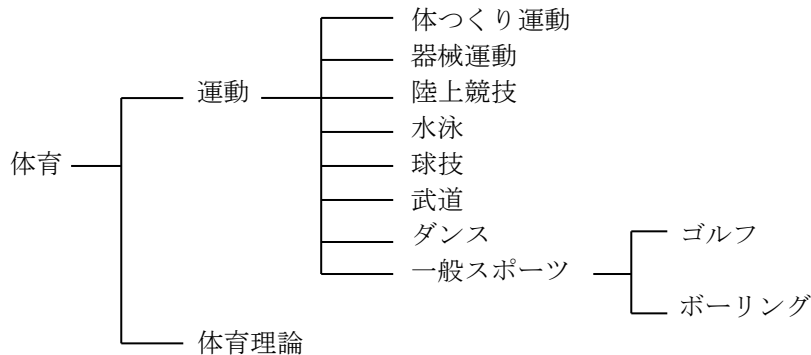 体育
運動
体つくり運動
器械運動
陸上競技
水泳
球技
武道
ダンス
一般スポーツ
ゴルフ
ボーリング
体育理論